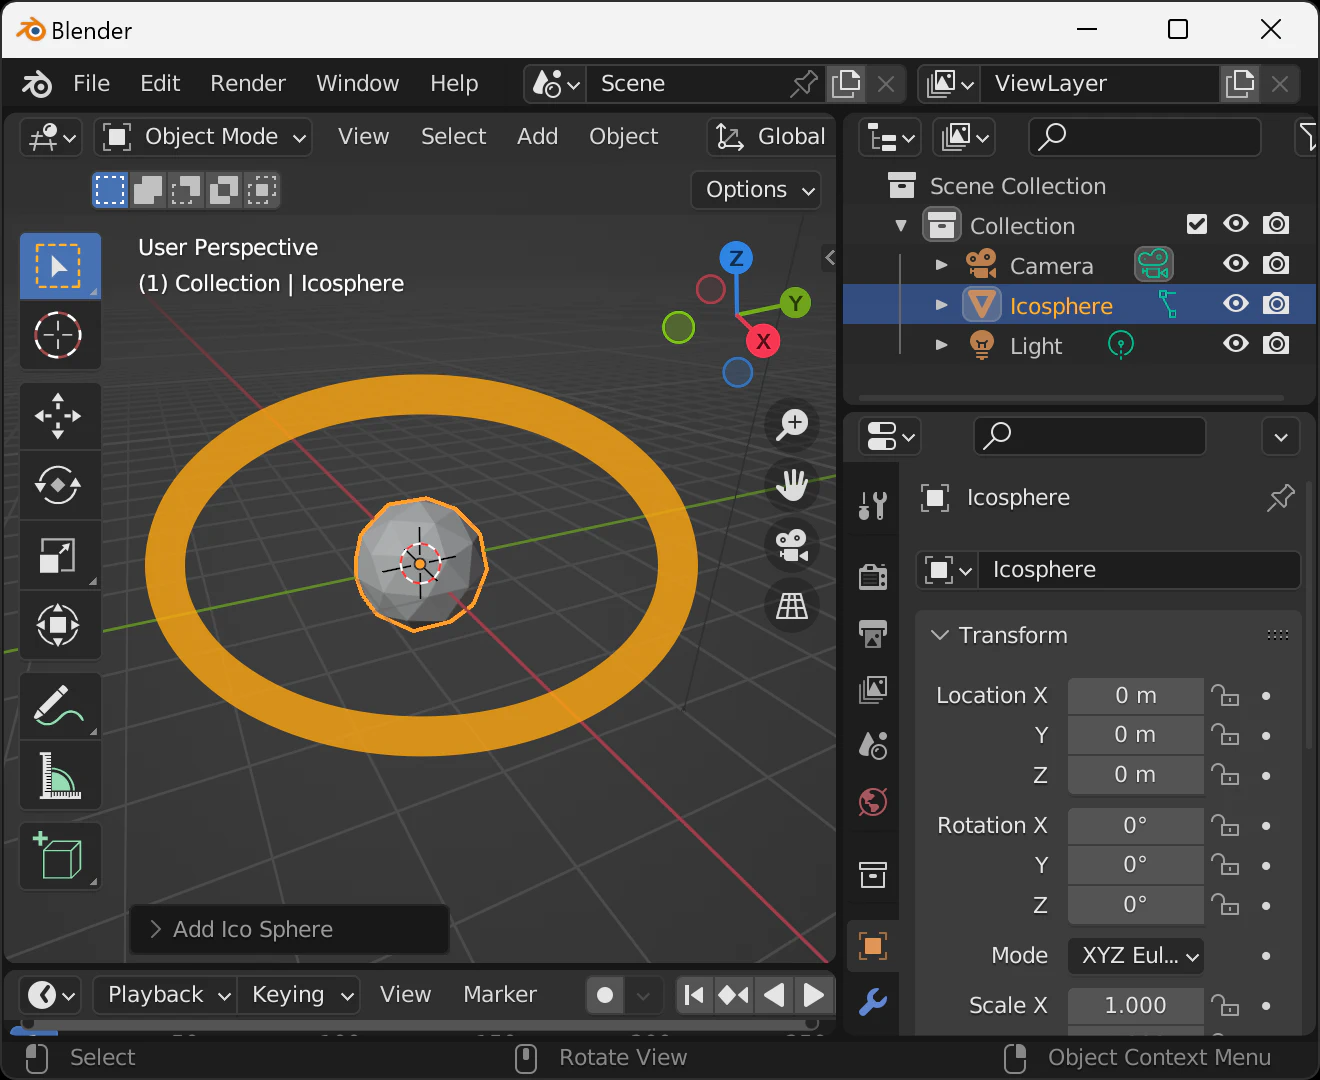 Blender
File Edit Render Window Help Scene ViewLayer
Object Mode View Select Add Object Global
Options
User Perspective
(1) Collection | Icosphere
Z
Y
X
Add Ico Sphere
Playback Keying View Marker
Scene Collection
Collection
Camera
Icosphere
Light
Icosphere
Icosphere
Transform
Location X 0 m
Y 0 m
Z 0 m
Rotation X 0°
Y 0°
Z 0°
Mode XYZ Eul...
Scale X 1.000
Select Rotate View Object Context Menu